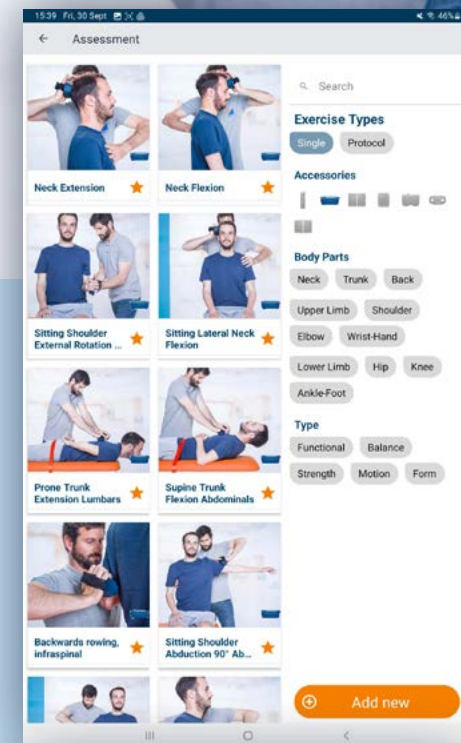 15:39 Fri, 30 Sept
46%
Assessment
Neck Extension
Neck Flexion
Sitting Shoulder
External Rotation ...
Sitting Lateral Neck
Flexion
Prone Trunk
Extension Lumbars
Supine Trunk
Flexion Abdominals
Backwards rowing,
infraspinal
Sitting Shoulder
Abduction 90° Ab...
Search
Exercise Types
Single Protocol
Accessories
Body Parts
Neck Trunk Back
Upper Limb Shoulder
Elbow Wrist-Hand
Lower Limb Hip Knee
Ankle-Foot
Type
Functional Balance
Strength Motion Form
Add new